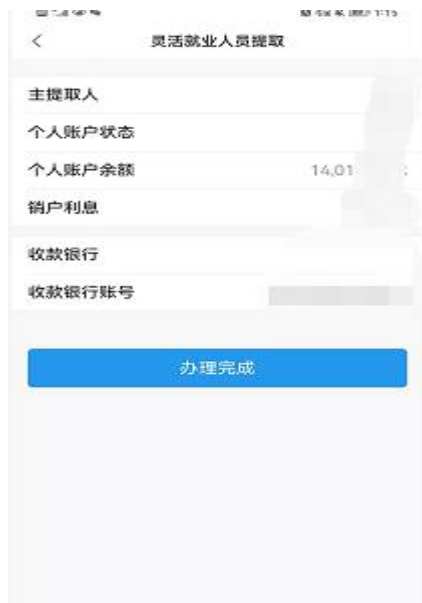 灵活就业人员提取
主提取人
个人账户状态
个人账户余额 14,01
销户利息
收款银行
收款银行账号
办理完成